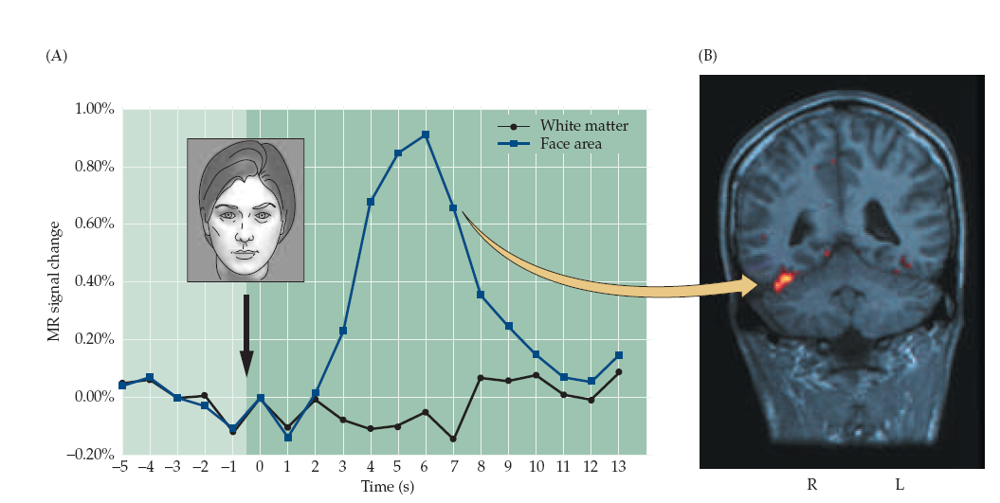 (A)
(B)
1.00%
White matter
Face area
0.80%
0.60%
MR signal change
0.40%
0.20%
0.00%
–0.20%
–5 –4 –3 –2 –1 0 1 2 3 4 5 6 7 8 9 10 11 12 13
Time (s)
R L